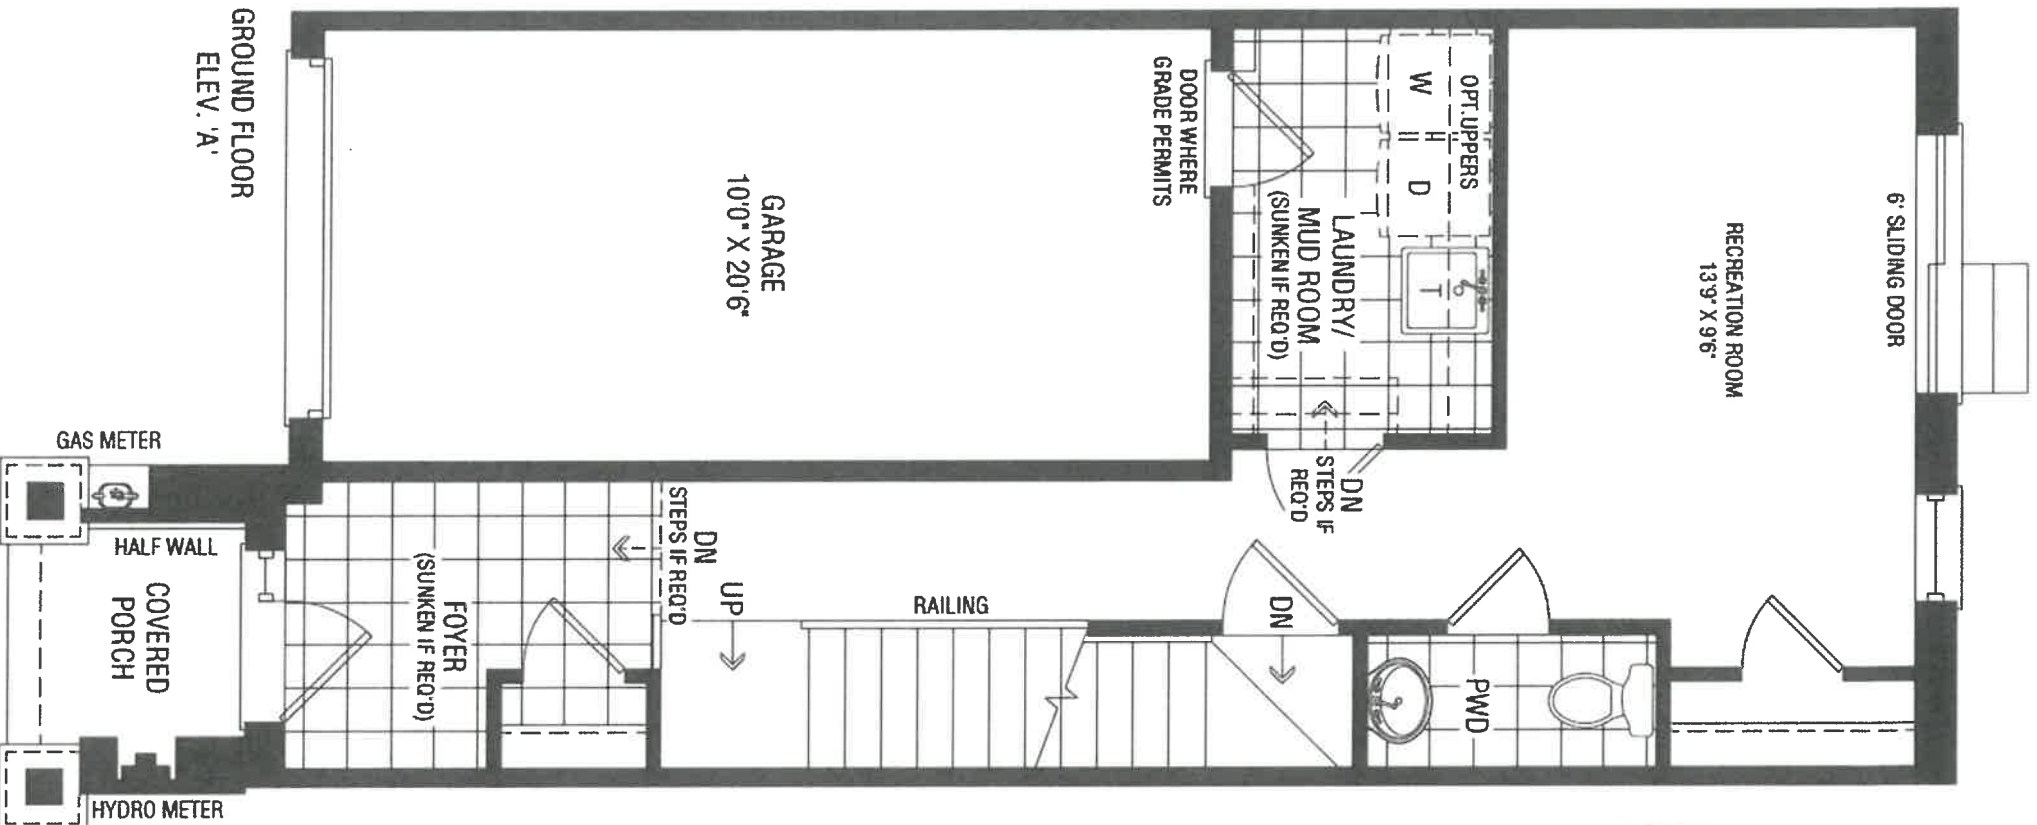 GROUND FLOOR
ELEV. 'A'
GARAGE
10'0" X 20'6"
DOOR WHERE
GRADE PERMITS
OPT. UPPERS
W
D
T
LAUNDRY/
MUD ROOM
(SUNKEN IF REQ'D)
DN
STEPS IF
REQ'D
RECREATION ROOM
13'9" X 9'6"
6' SLIDING DOOR
GAS METER
HALF WALL
COVERED
PORCH
HYDRO METER
FOYER
(SUNKEN IF REQ'D)
DN
STEPS IF REQ'D
UP
RAILING
DN
PWD